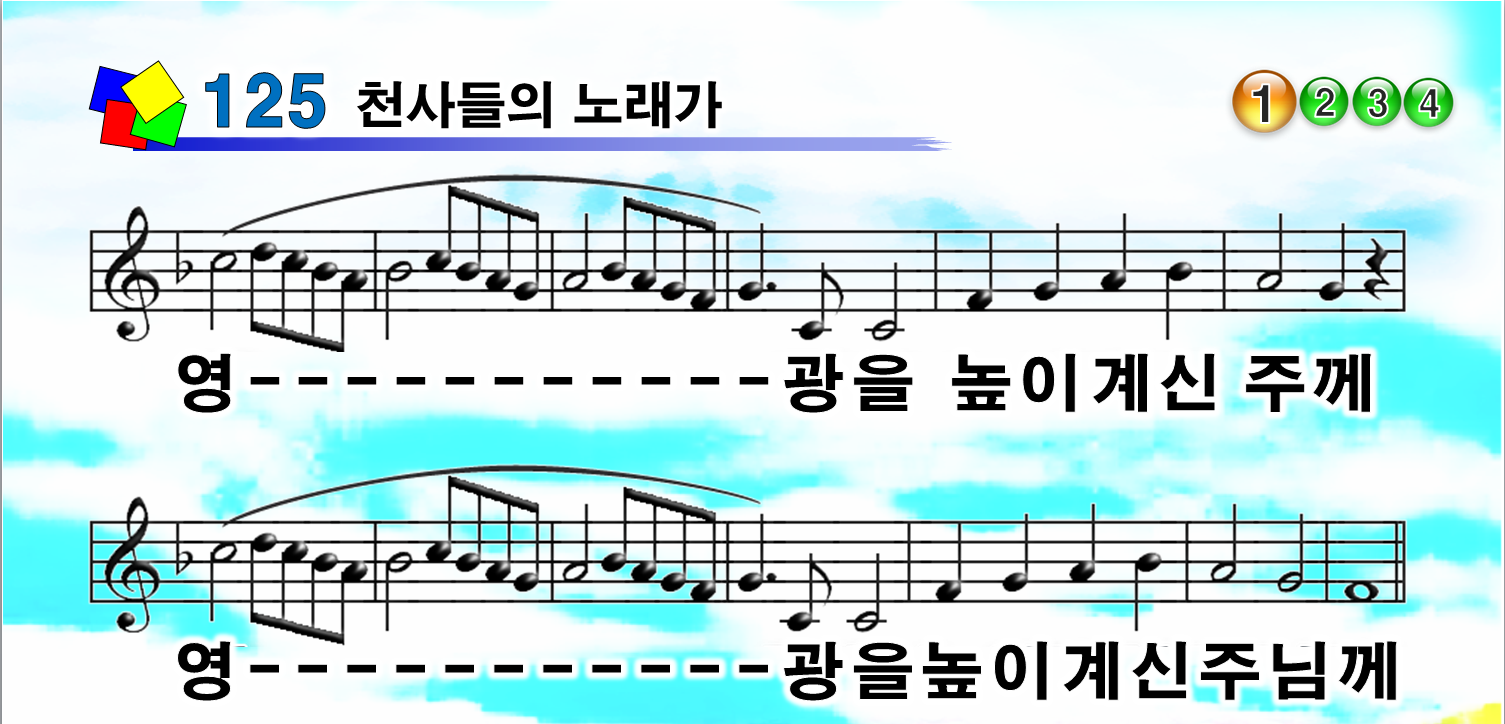 125 천사들의 노래가
1 2 3 4
영------------광을 높이계신 주께
영------------광을높이계신주님께